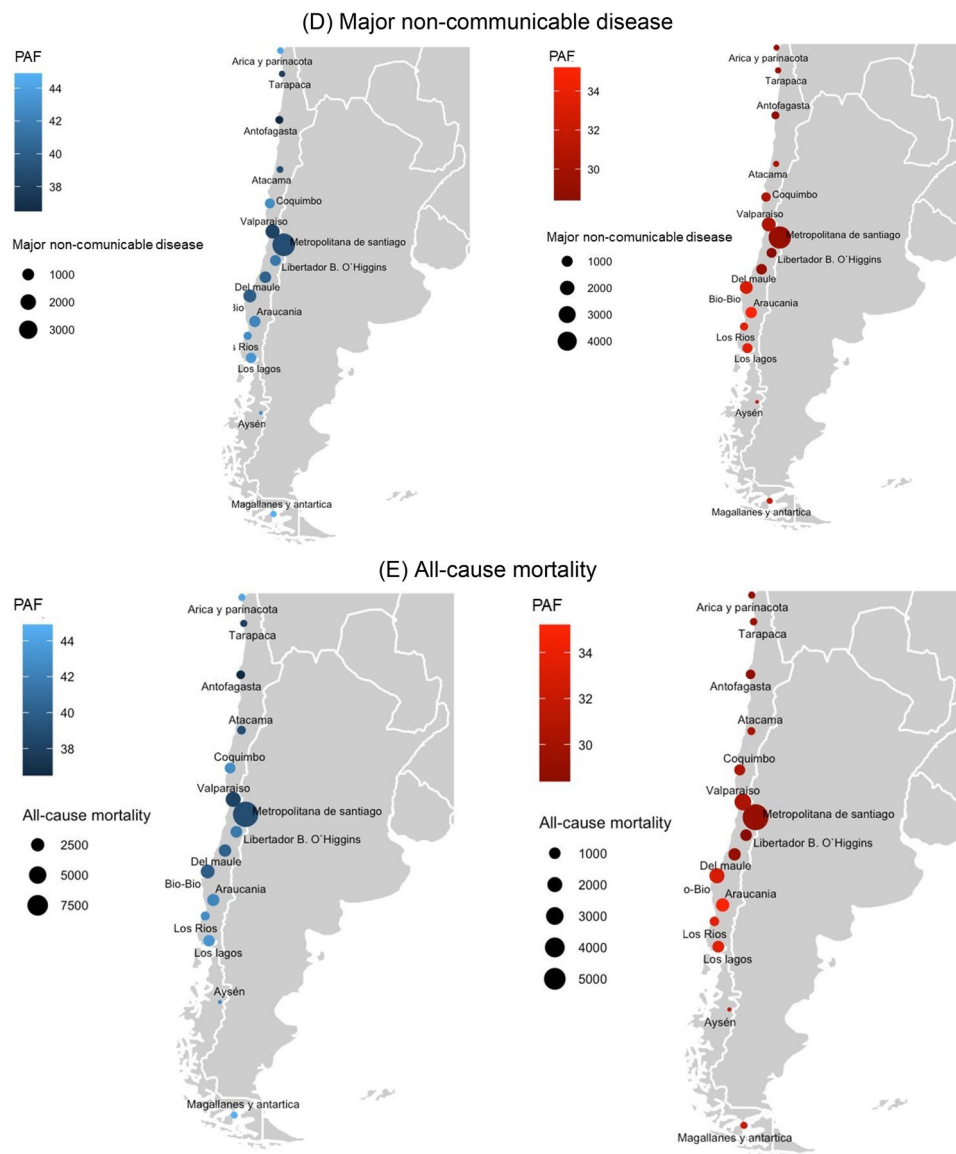 (D) Major non-communicable disease
PAF
44
42
40
38
Major non-comunicable disease
1000
2000
3000
Arica y parinacota
Tarapaca
Antofagasta
Atacama
Coquimbo
Valparaiso
Metropolitana de santiago
Libertador B. O`Higgins
Del maule
Bio
Araucania
s Rios
Los lagos
Aysén
Magallanes y antartica
PAF
34
32
30
Major non-comunicable disease
1000
2000
3000
4000
Arica y parinacota
Tarapaca
Antofagasta
Atacama
Coquimbo
Valparaiso
Metropolitana de santiago
Libertador B. O`Higgins
Del maule
Bio-Bio
Araucania
Los Rios
Los lagos
Aysén
Magallanes y antartica
(E) All-cause mortality
PAF
44
42
40
38
All-cause mortality
2500
5000
7500
Arica y parinacota
Tarapaca
Antofagasta
Atacama
Coquimbo
Valparaiso
Metropolitana de santiago
Libertador B. O`Higgins
Del maule
Bio-Bio
Araucania
Los Rios
Los lagos
Aysén
Magallanes y antartica
PAF
34
32
30
All-cause mortality
1000
2000
3000
4000
5000
Arica y parinacota
Tarapaca
Antofagasta
Atacama
Coquimbo
Valparaiso
Metropolitana de santiago
Libertador B. O`Higgins
Del maule
o-Bio
Araucania
Los Rios
Los lagos
Aysén
Magallanes y antartica